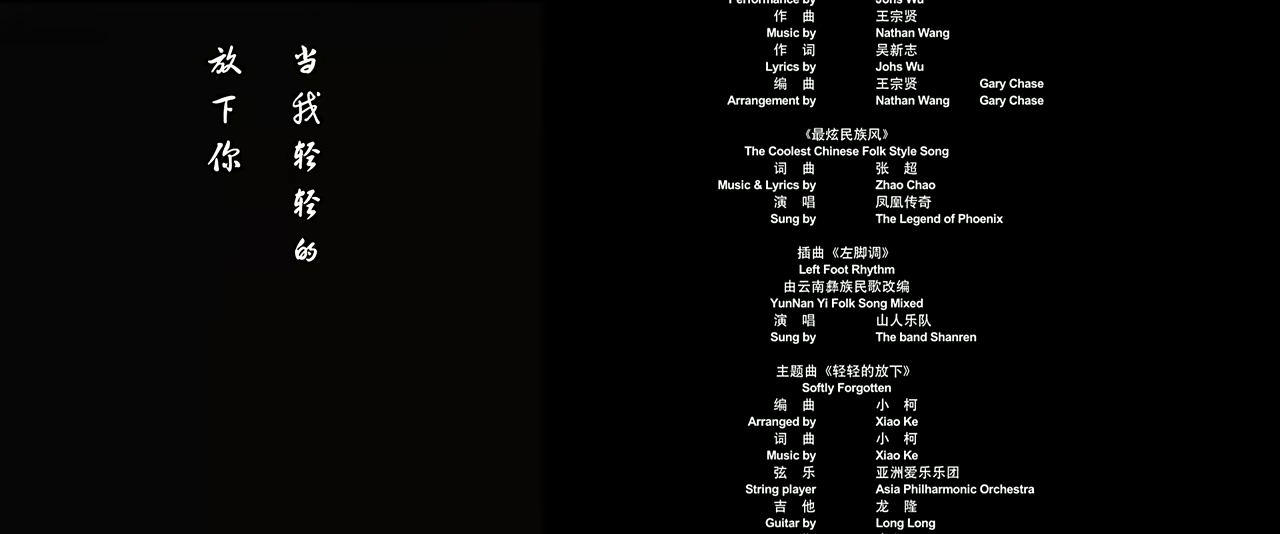 当我轻轻的
放下你
Performance by Johs Wu
作 曲 王宗贤
Music by Nathan Wang
作 词 吴新志
Lyrics by Johs Wu
编 曲 王宗贤 Gary Chase
Arrangement by Nathan Wang Gary Chase
《最炫民族风》
The Coolest Chinese Folk Style Song
词 曲 张 超
Music & Lyrics by Zhao Chao
演 唱 凤凰传奇
Sung by The Legend of Phoenix
插曲《左脚调》
Left Foot Rhythm
由云南彝族民歌改编
YunNan Yi Folk Song Mixed
演 唱 山人乐队
Sung by The band Shanren
主题曲《轻轻的放下》
Softly Forgotten
编 曲 小 柯
Arranged by Xiao Ke
词 曲 小 柯
Music by Xiao Ke
弦 乐 亚洲爱乐乐团
String player Asia Philharmonic Orchestra
吉 他 龙 隆
Guitar by Long Long